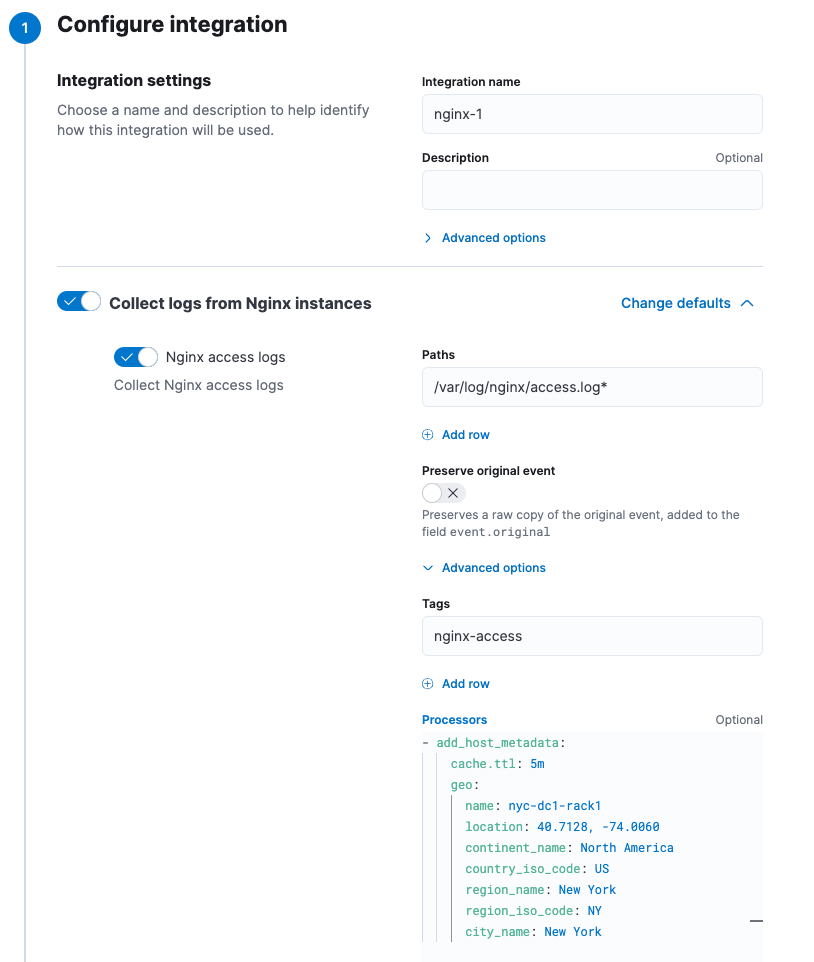 1
Configure integration
Integration settings
Choose a name and description to help identify
how this integration will be used.
Integration name
nginx-1
Description Optional
Advanced options
Collect logs from Nginx instances Change defaults
Nginx access logs
Collect Nginx access logs
Paths
/var/log/nginx/access.log*
Add row
Preserve original event
Preserves a raw copy of the original event, added to the
field event.original
Advanced options
Tags
nginx-access
Add row
Processors Optional
- add_host_metadata:
cache.ttl: 5m
geo:
name: nyc-dc1-rack1
location: 40.7128, -74.0060
continent_name: North America
country_iso_code: US
region_name: New York
region_iso_code: NY
city_name: New York